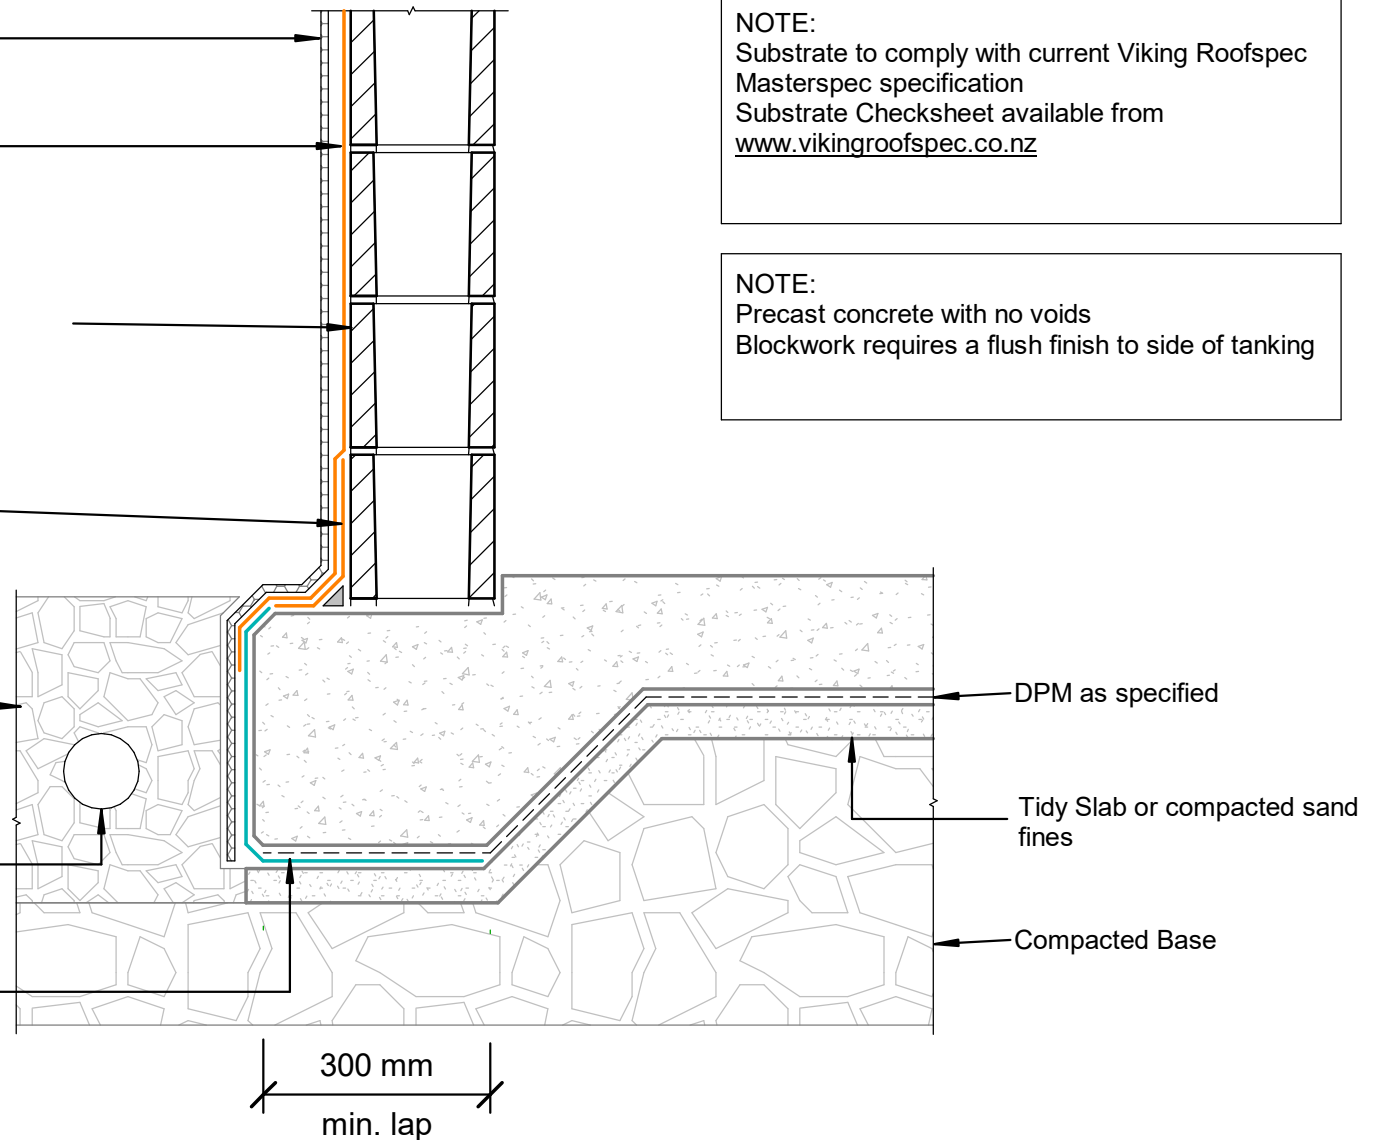 NOTE:
Substrate to comply with current Viking Roofspec
Masterspec specification
Substrate Checksheet available from
www.vikingroofspec.co.nz
NOTE:
Precast concrete with no voids
Blockwork requires a flush finish to side of tanking
DPM as specified
Tidy Slab or compacted sand
fines
Compacted Base
300 mm
min. lap